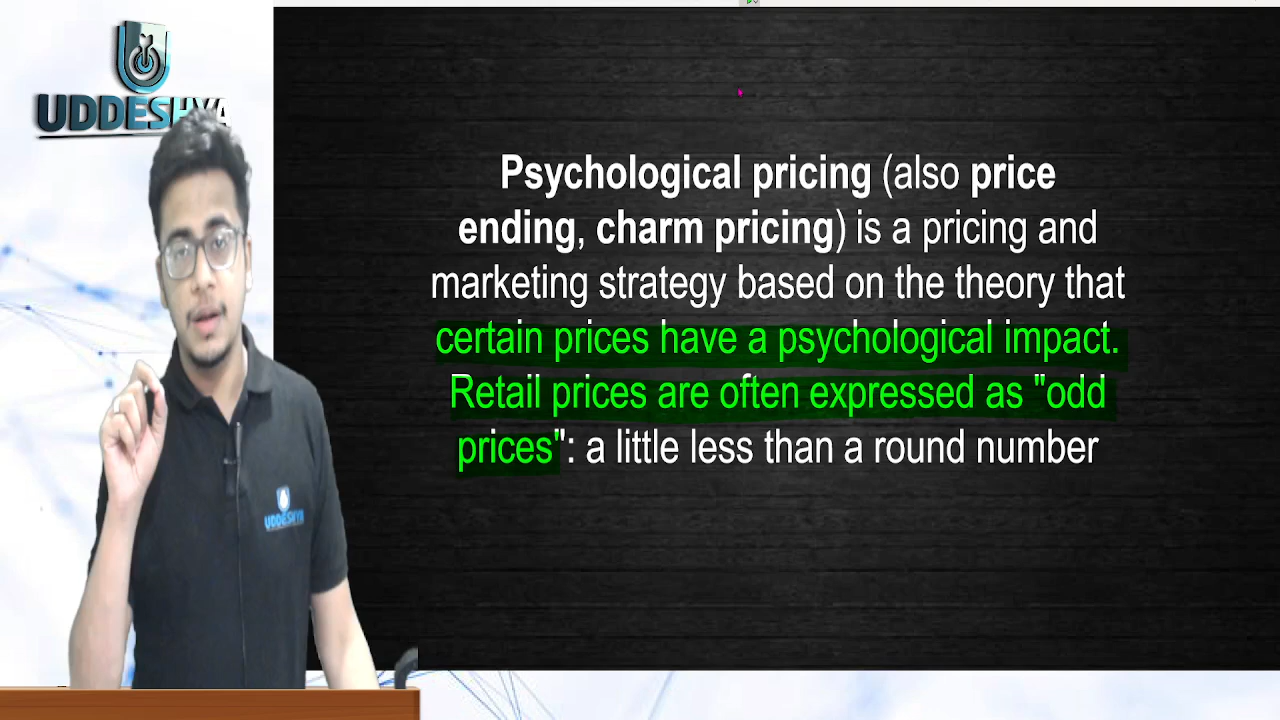 UDDESHYA
Psychological pricing (also price
ending, charm pricing) is a pricing and
marketing strategy based on the theory that
certain prices have a psychological impact.
Retail prices are often expressed as "odd
prices": a little less than a round number
UDDESHYA